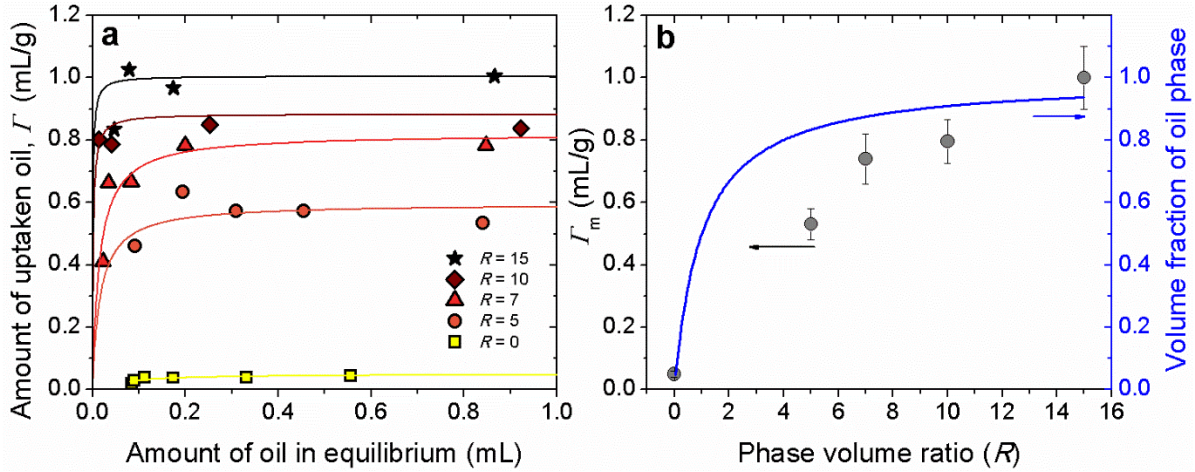 a
Amount of uptaken oil, Γ (mL/g)
1.2
1.0
0.8
0.6
0.4
0.2
0.0
R = 15
R = 10
R = 7
R = 5
R = 0
0.0 0.2 0.4 0.6 0.8 1.0
Amount of oil in equilibrium (mL)
b
Γm (mL/g)
1.2
1.0
0.8
0.6
0.4
0.2
0.0
1.0
0.8
0.6
0.4
0.2
0.0
Volume fraction of oil phase
0 2 4 6 8 10 12 14 16
Phase volume ratio (R)